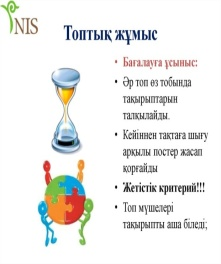 NIS
Топтық жұмыс
• Бағалауға ұсыныс:
• Әр топ өз тобында
тақырыптарын
талқылайды.
• Кейіннен тақтаға шығу
арқылы постер жасап
қорғайды
• Жетістік критерий!!!
• Топ мүшелері
тақырыпты аша біледі;